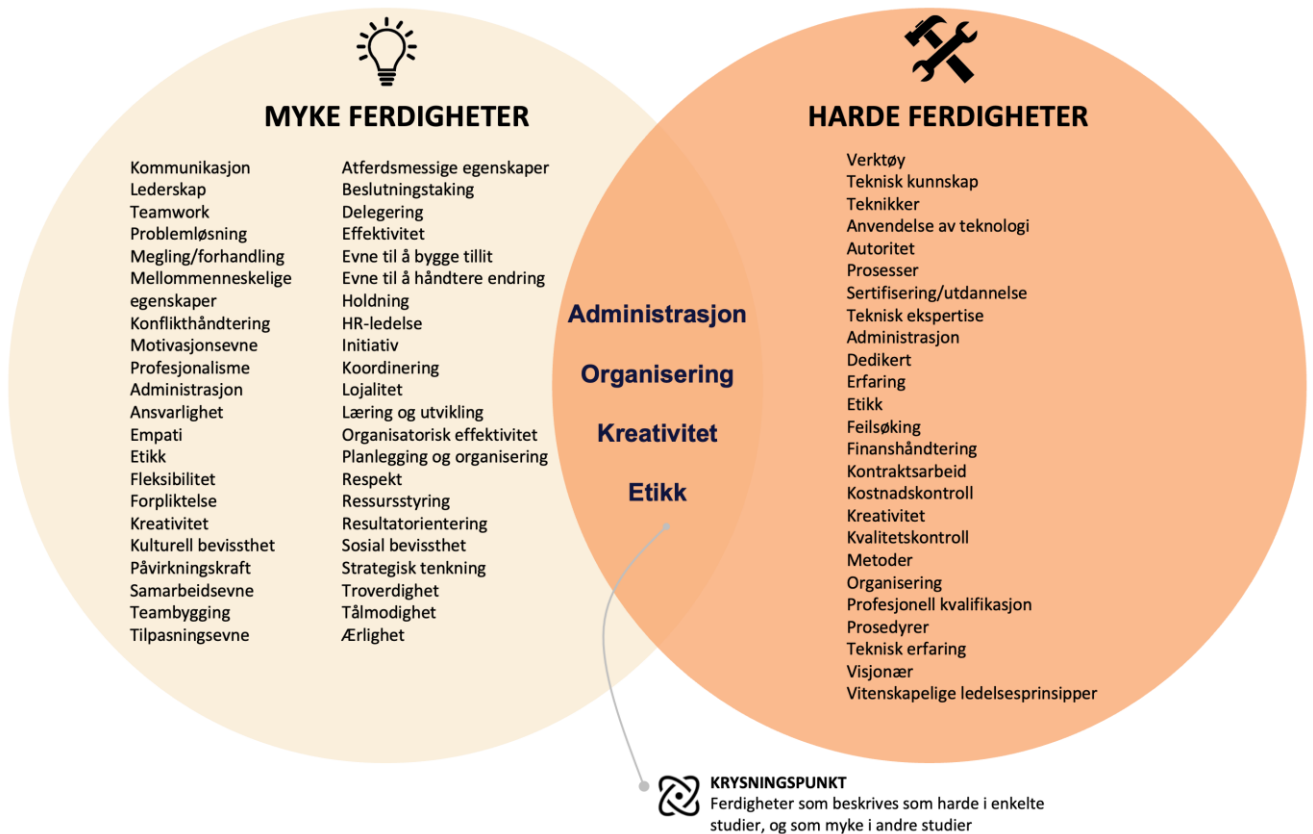 MYKE FERDIGHETER
Kommunikasjon
Lederskap
Teamwork
Problemløsning
Megling/forhandling
Mellommenneskelige
egenskaper
Konflikthåndtering
Motivasjonsevne
Profesjonalisme
Administrasjon
Ansvarlighet
Empati
Etikk
Fleksibilitet
Forpliktelse
Kreativitet
Kulturell bevissthet
Påvirkningskraft
Samarbeidsevne
Teambygging
Tilpasningsevne
Atferdsmessige egenskaper
Beslutningstaking
Delegering
Effektivitet
Evne til å bygge tillit
Evne til å håndtere endring
Holdning
HR-ledelse
Initiativ
Koordinering
Lojalitet
Læring og utvikling
Organisatorisk effektivitet
Planlegging og organisering
Respekt
Ressursstyring
Resultatorientering
Sosial bevissthet
Strategisk tenkning
Troverdighet
Tålmodighet
Ærlighet
Administrasjon
Organisering
Kreativitet
Etikk
HARDE FERDIGHETER
Verktøy
Teknisk kunnskap
Teknikker
Anvendelse av teknologi
Autoritet
Prosesser
Sertifisering/utdannelse
Teknisk ekspertise
Administrasjon
Dedikert
Erfaring
Etikk
Feilsøking
Finanshåndtering
Kontraktsarbeid
Kostnadskontroll
Kreativitet
Kvalitetskontroll
Metoder
Organisering
Profesjonell kvalifikasjon
Prosedyrer
Teknisk erfaring
Visjonær
Vitenskapelige ledelsesprinsipper
KRYSNINGSPUNKT
Ferdigheter som beskrives som harde i enkelte
studier, og som myke i andre studier